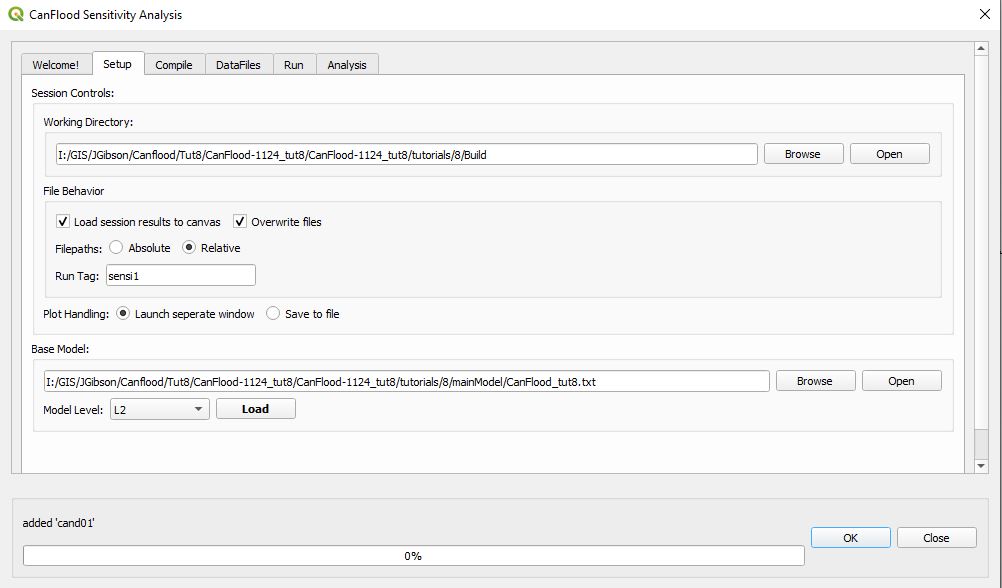 CanFlood Sensitivity Analysis
Welcome! Setup Compile DataFiles Run Analysis
Session Controls:
Working Directory:
I:/GIS/JGibson/Canflood/Tut8/CanFlood-1124_tut8/CanFlood-1124_tut8/tutorials/8/Build Browse Open
File Behavior
Load session results to canvas Overwrite files
Filepaths: Absolute Relative
Run Tag: sensi1
Plot Handling: Launch seperate window Save to file
Base Model:
I:/GIS/JGibson/Canflood/Tut8/CanFlood-1124_tut8/CanFlood-1124_tut8/tutorials/8/mainModel/CanFlood_tut8.txt Browse Open
Model Level: L2 Load
added 'cand01'
OK Close
0%